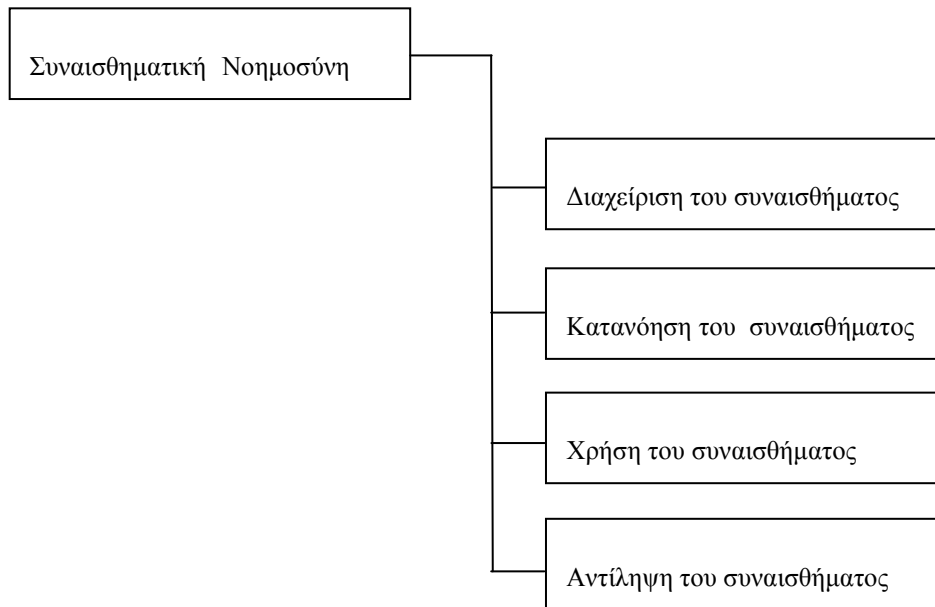 Συναισθηματική Νοημοσύνη
Διαχείριση του συναισθήματος
Κατανόηση του συναισθήματος
Χρήση του συναισθήματος
Αντίληψη του συναισθήματος